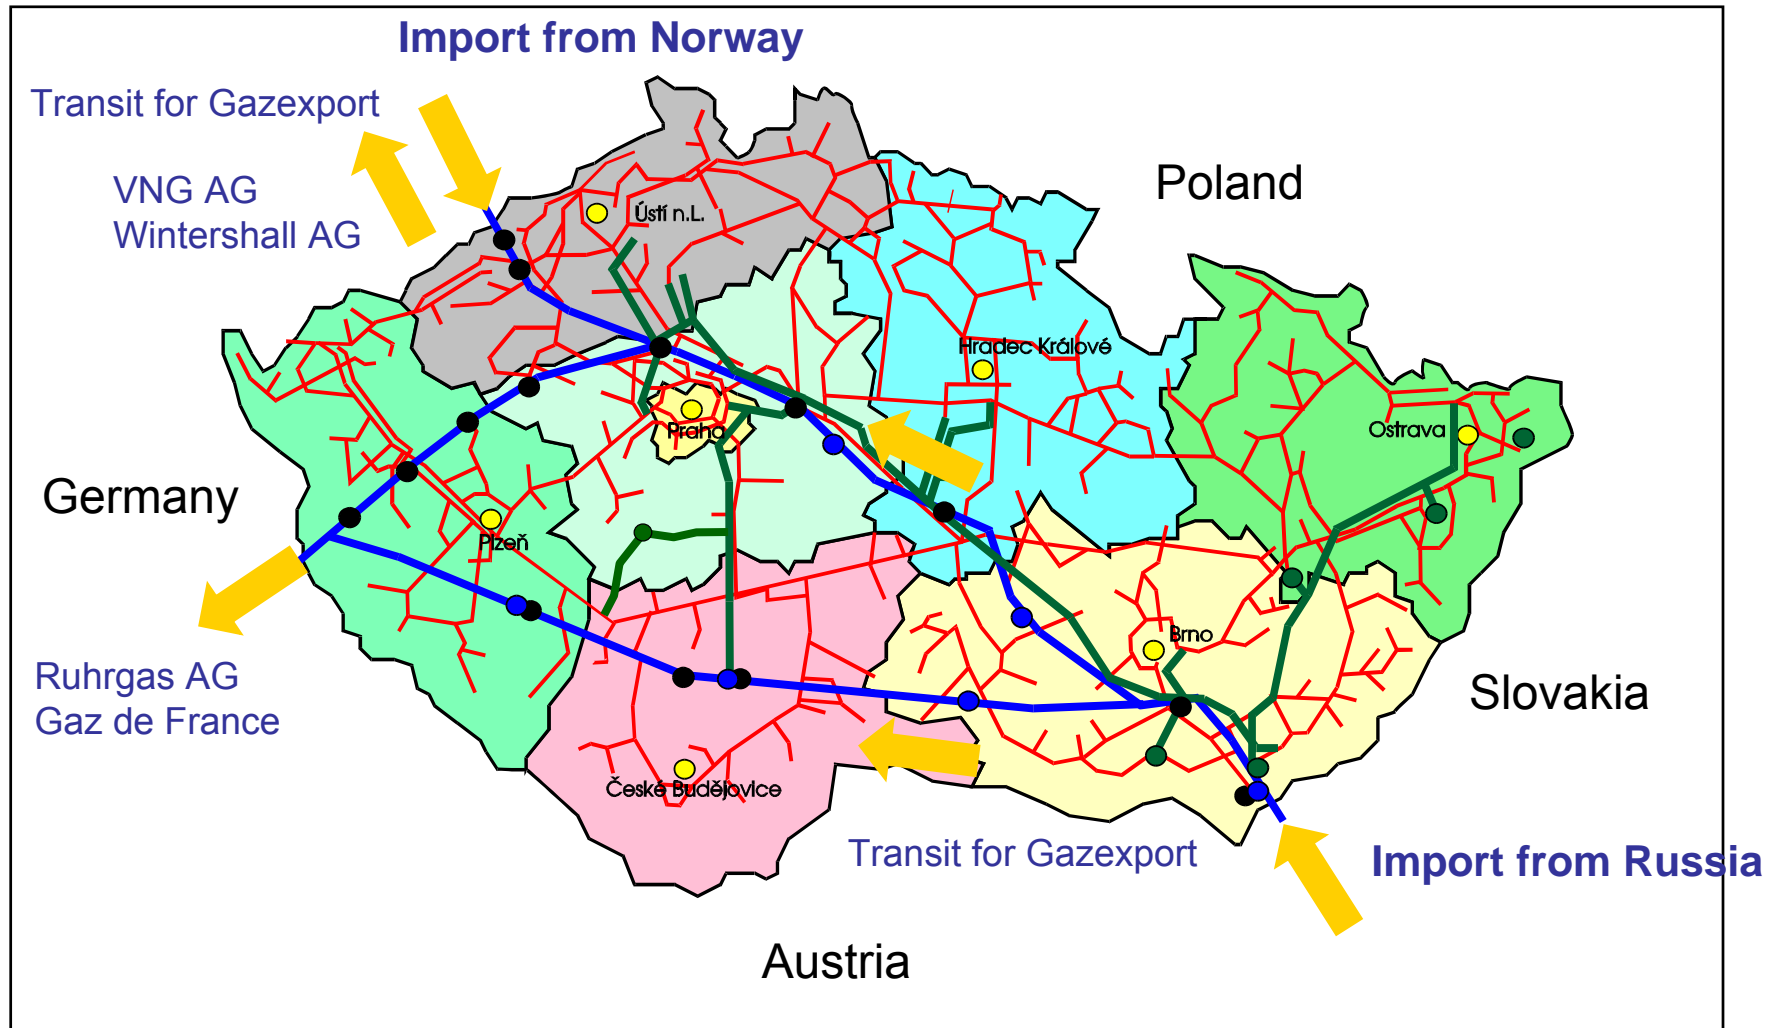 Import from Norway
Transit for Gazexport
VNG AG
Wintershall AG
Poland
Ústí n.L.
Hradec Králové
Praha
Ostrava
Germany
Plzeň
Brno
Ruhrgas AG
Gaz de France
Slovakia
České Budějovice
Transit for Gazexport
Import from Russia
Austria